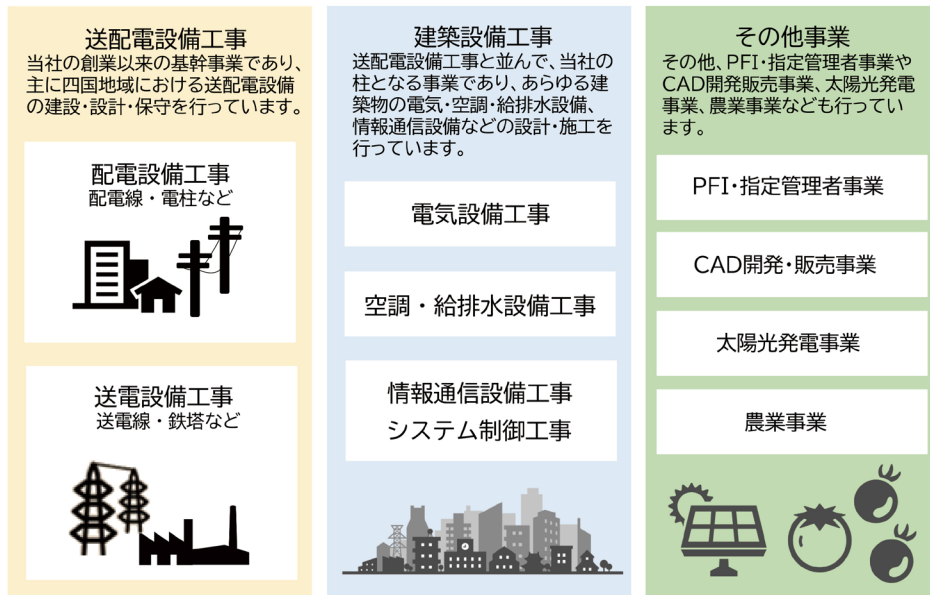 送配電設備工事
当社の創業以来の基幹事業であり、
主に四国地域における送配電設備
の建設・設計・保守を行っています。
配電設備工事
配電線・電柱など
送電設備工事
送電線・鉄塔など
建築設備工事
送配電設備工事と並んで、当社の
柱となる事業であり、あらゆる建
築物の電気・空調・給排水設備、
情報通信設備などの設計・施工を
行っています。
電気設備工事
空調・給排水設備工事
情報通信設備工事
システム制御工事
その他事業
その他、PFI・指定管理者事業や
CAD開発販売事業、太陽光発電
事業、農業事業なども行ってい
ます。
PFI・指定管理者事業
CAD開発・販売事業
太陽光発電事業
農業事業